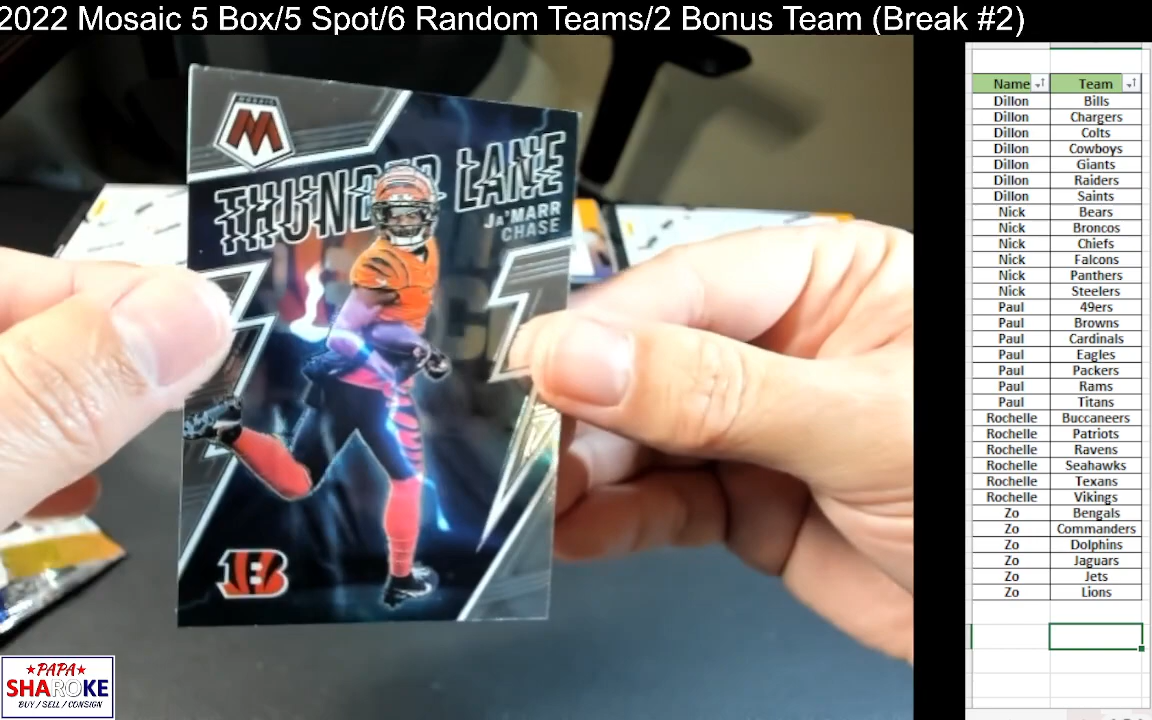 2022 Mosaic 5 Box/5 Spot/6 Random Teams/2 Bonus Team (Break #2)
MOSAIC
M
THUNDER LANE
JA'MARR
CHASE
B
Name Team
Dillon Bills
Dillon Chargers
Dillon Colts
Dillon Cowboys
Dillon Giants
Dillon Raiders
Dillon Saints
Nick Bears
Nick Broncos
Nick Chiefs
Nick Falcons
Nick Panthers
Nick Steelers
Paul 49ers
Paul Browns
Paul Cardinals
Paul Eagles
Paul Packers
Paul Rams
Paul Titans
Rochelle Buccaneers
Rochelle Patriots
Rochelle Ravens
Rochelle Seahawks
Rochelle Texans
Rochelle Vikings
Zo Bengals
Zo Commanders
Zo Dolphins
Zo Jaguars
Zo Jets
Zo Lions
PAPA
SHAROKE
BUY / SELL / CONSIGN